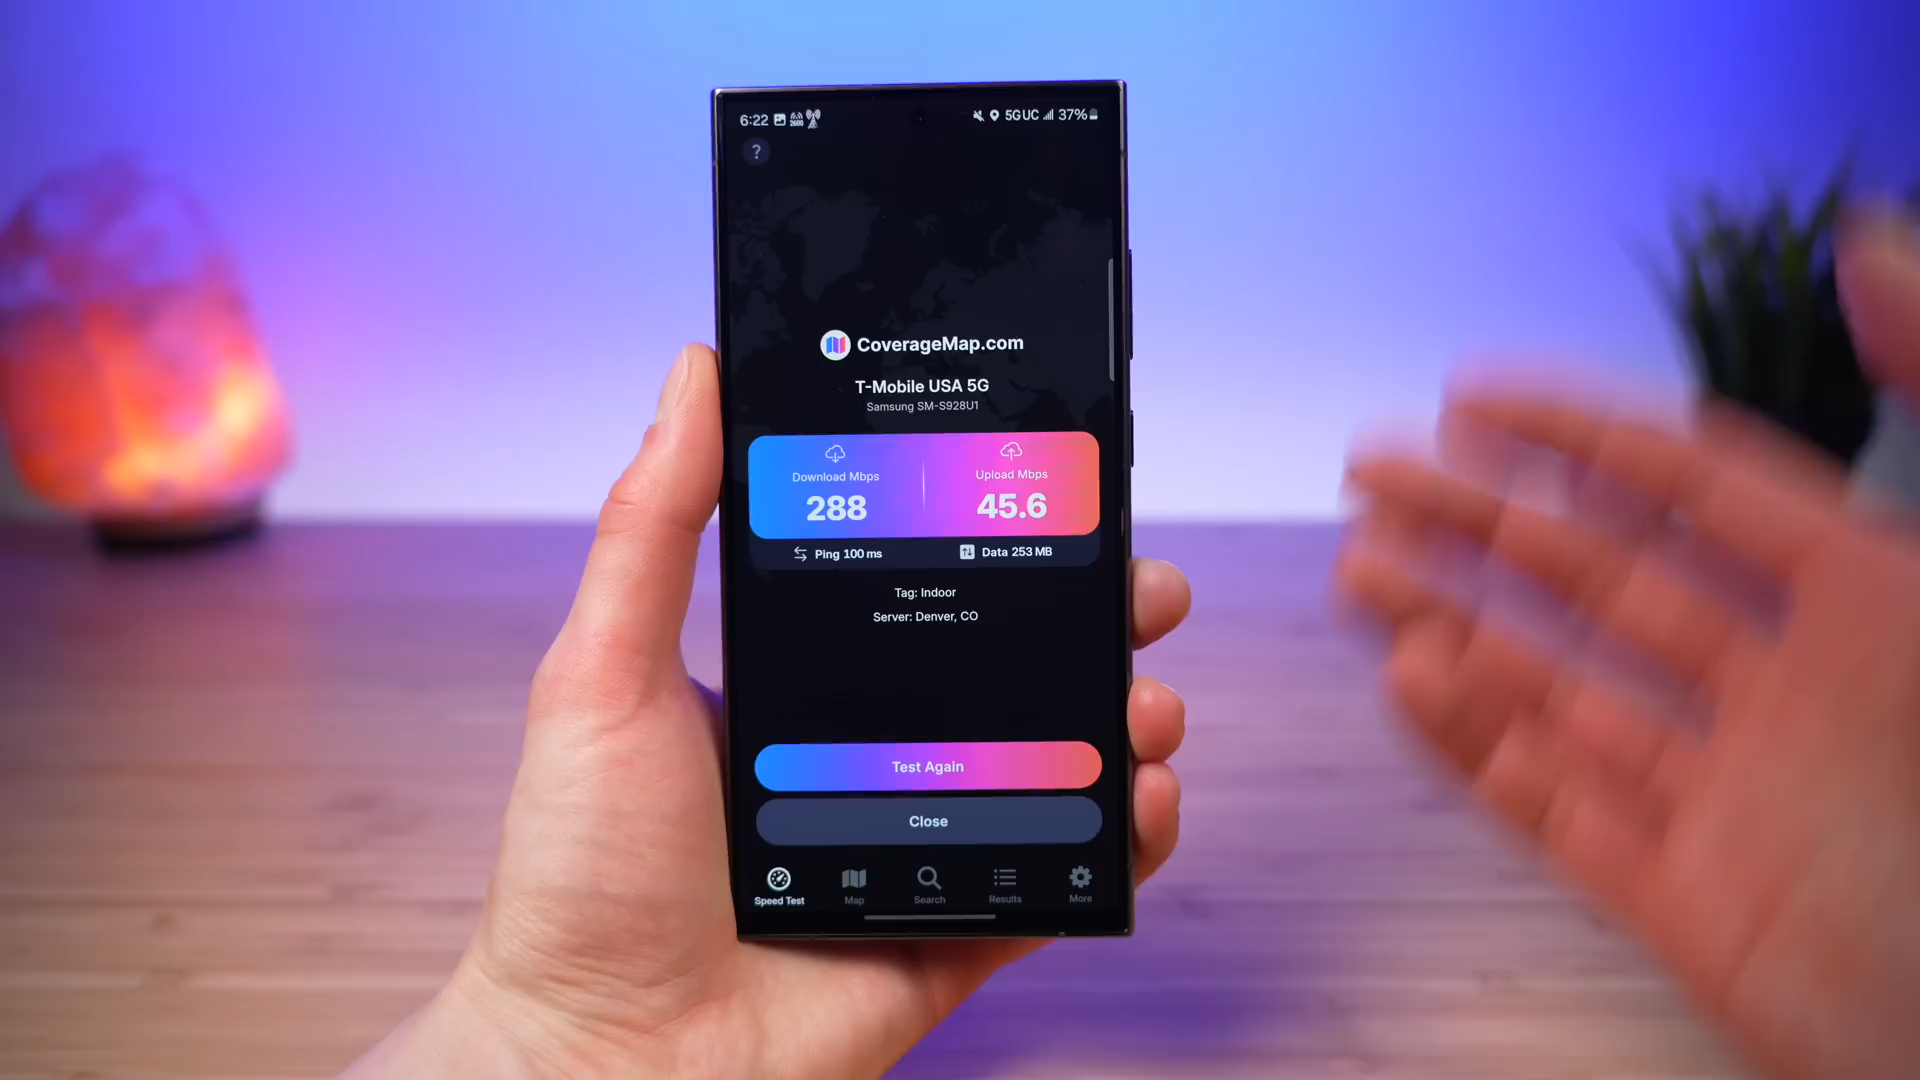 6:22 5G UC 37%
?
CoverageMap.com
T-Mobile USA 5G
Samsung SM-S928U1
Download Mbps Upload Mbps
288 45.6
Ping 100 ms Data 253 MB
Tag: Indoor
Server: Denver, CO
Test Again
Close
Speed Test Map Search Results More